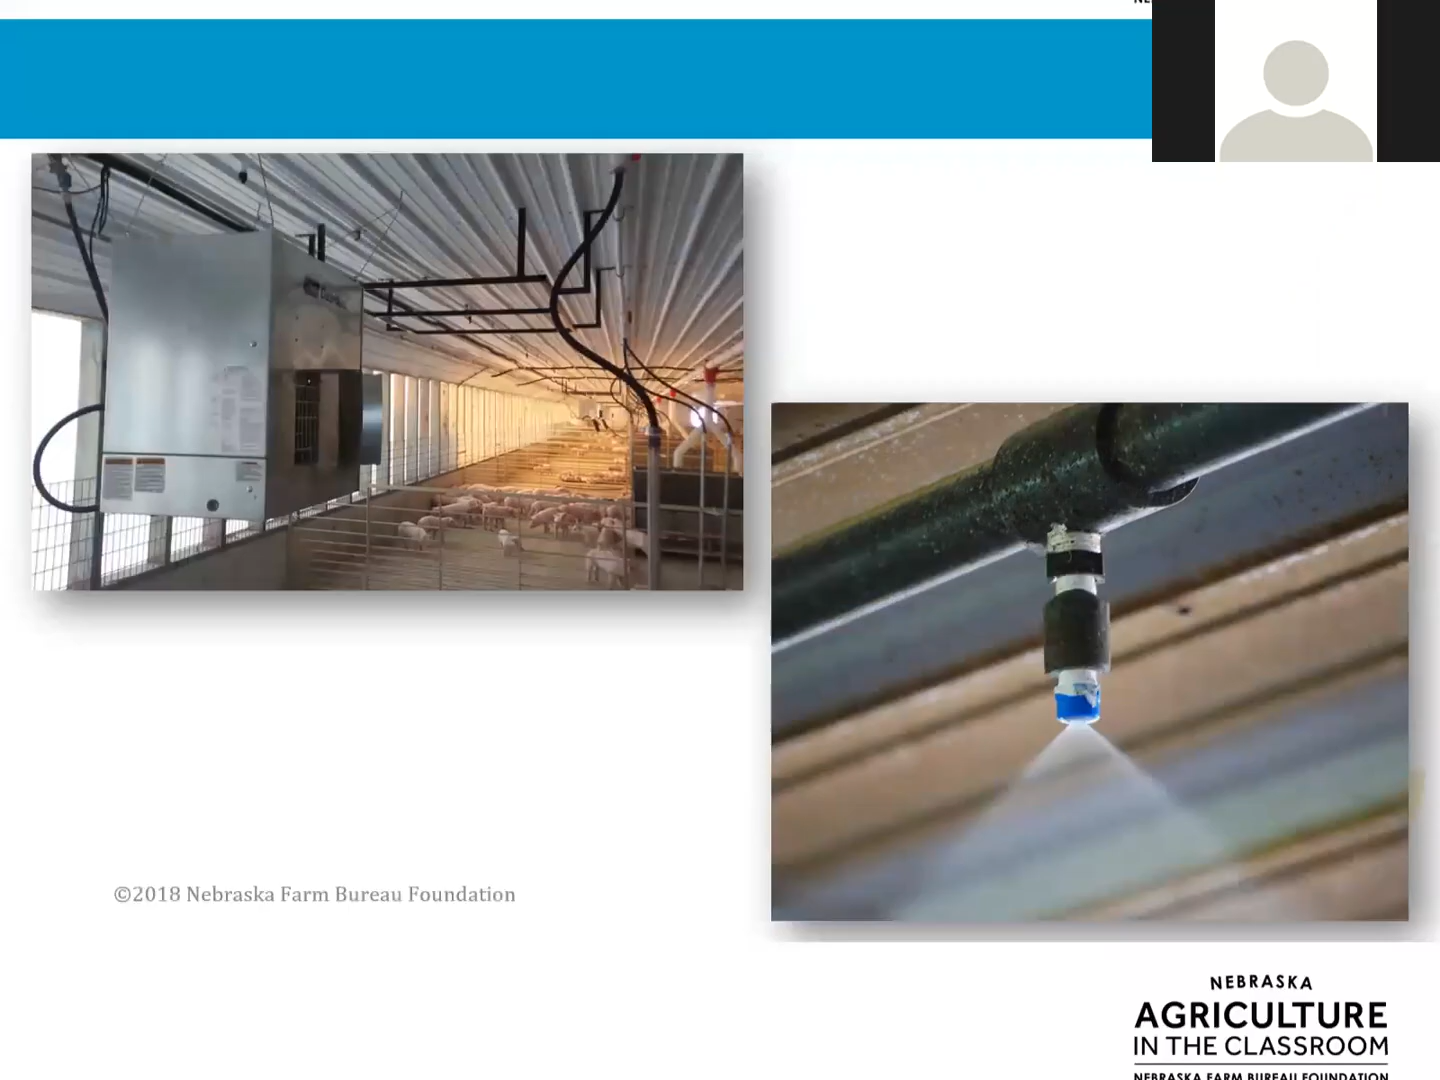 ©2018 Nebraska Farm Bureau Foundation
NEBRASKA
AGRICULTURE
IN THE CLASSROOM
NEBRASKA FARM BUREAU FOUNDATION